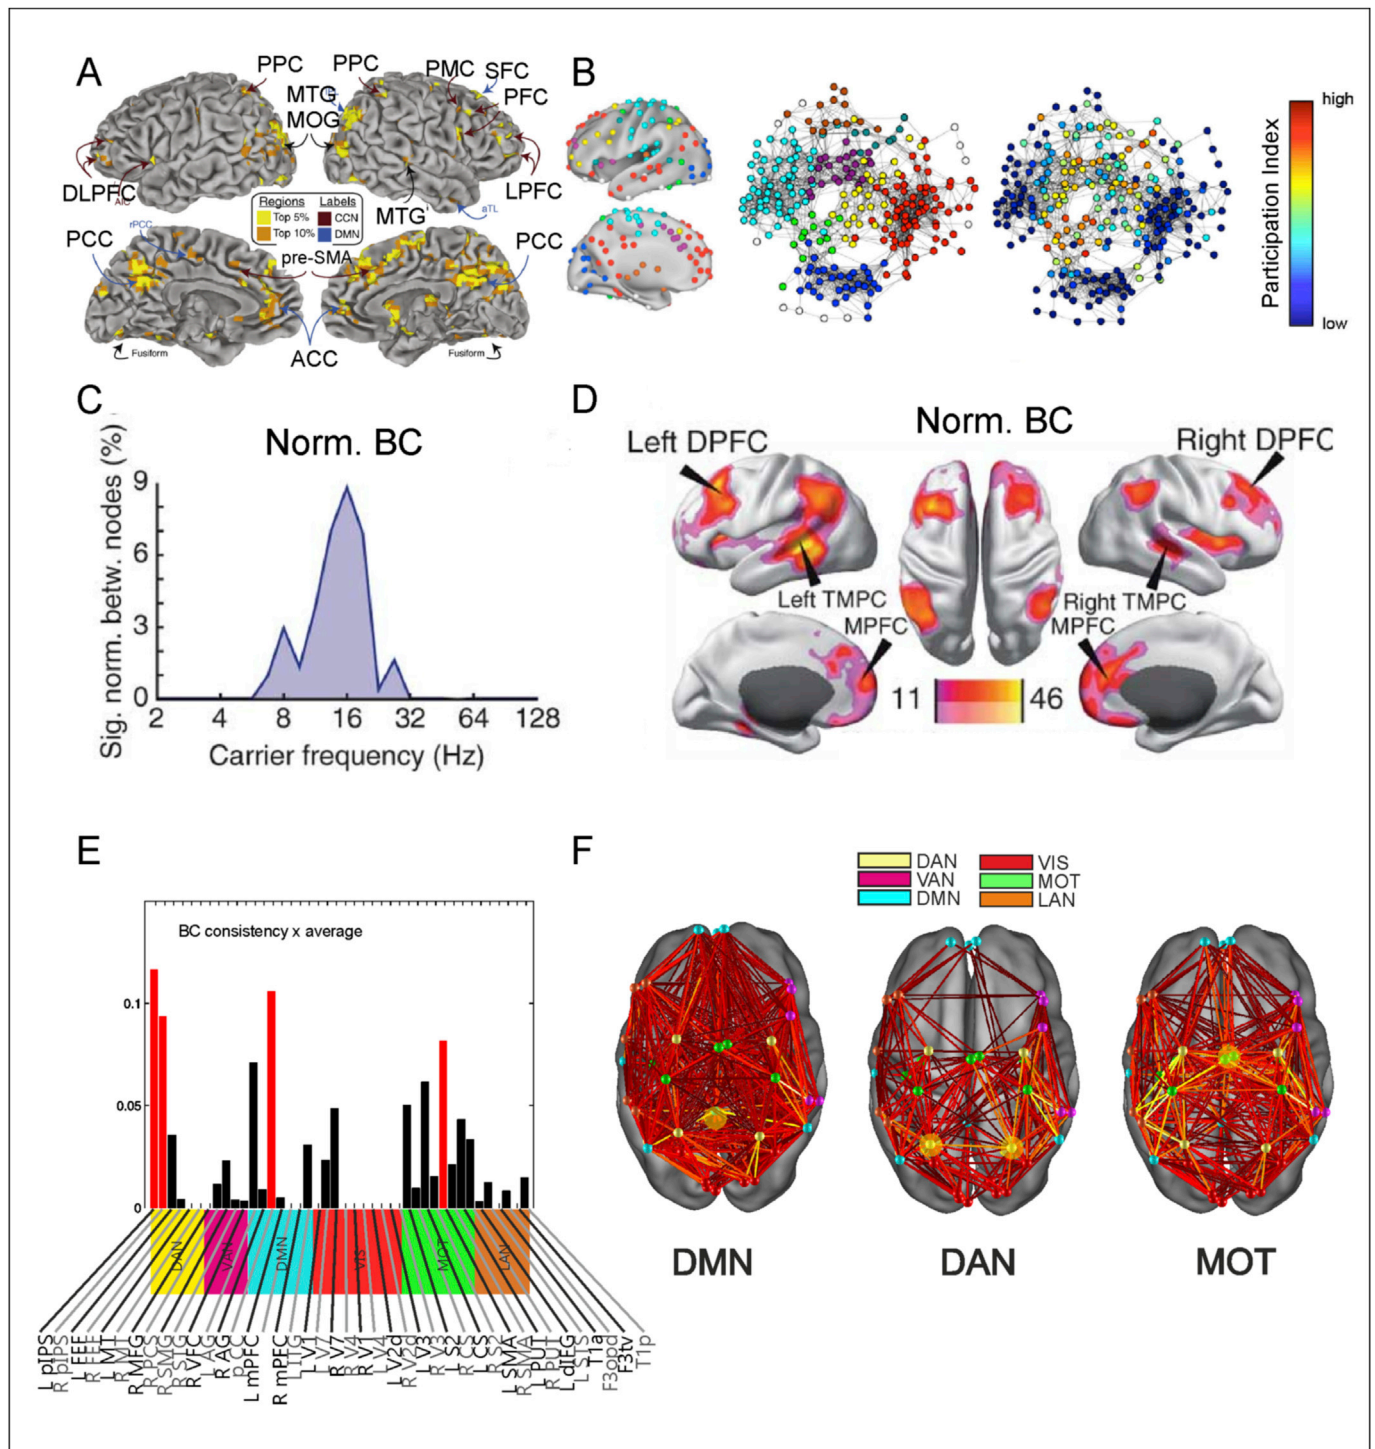 A
PPC
PPC
PMC
SFC
PFC
MTG
MOG
DLPFC
AIC
MTG'
LPFC
aTL
Regions Labels
Top 5% CCN
Top 10% DMN
PCC
rPCC
pre-SMA
PCC
Fusiform
ACC
Fusiform
B
high
Participation Index
low
C
Norm. BC
Sig. norm. betw. nodes (%)
9
6
3
0
2 4 8 16 32 64 128
Carrier frequency (Hz)
D
Norm. BC
Left DPFC
Right DPFC
Left TMPC
Right TMPC
MPFC
MPFC
11
46
E
BC consistency x average
0.1
0.05
0
DAN VAN DMN VIS MOT LAN
L pIPS
R pIPS
L FEF
R FEF
L MT
R MT
R MFG
R PCS
R SMG
R STG
R VFC
L AG
R AG
p CC
L mPFC
R mPFC
L ITG
L V1
L V7
R V7
R V4
R V1
L V4
L V2d
R V2d
L V3
R V3
L S2
R CS
L CS
R S2
L SMA
R SMA
L PUT
R PUT
L dIFG
L STS
T1a
F3opd
F3tv
T1p
F
DAN VIS
VAN MOT
DMN LAN
DMN
DAN
MOT